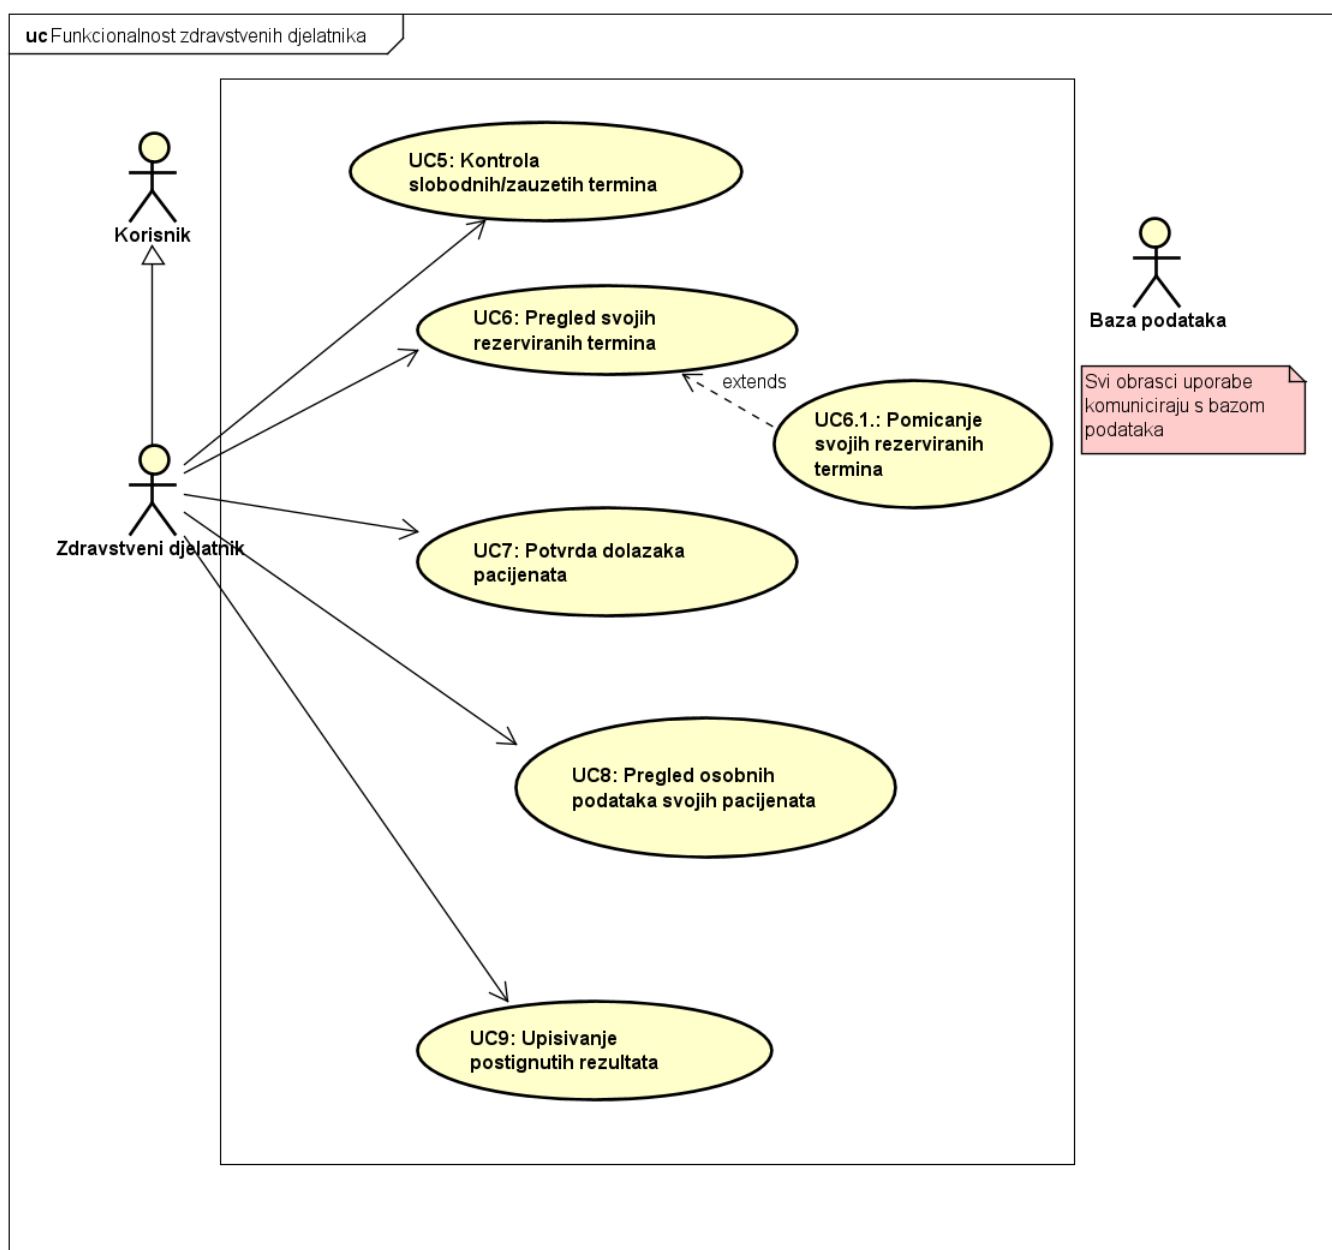 uc Funkcionalnost zdravstvenih djelatnika
UC5: Kontrola
slobodnih/zauzetih termina
Korisnik
UC6: Pregled svojih
rezerviranih termina
Baza podataka
extends
Svi obrasci uporabe
komuniciraju s bazom
podataka
UC6.1.: Pomicanje
svojih rezerviranih
termina
Zdravstveni djelatnik
UC7: Potvrda dolazaka
pacijenata
UC8: Pregled osobnih
podataka svojih pacijenata
UC9: Upisivanje
postignutih rezultata